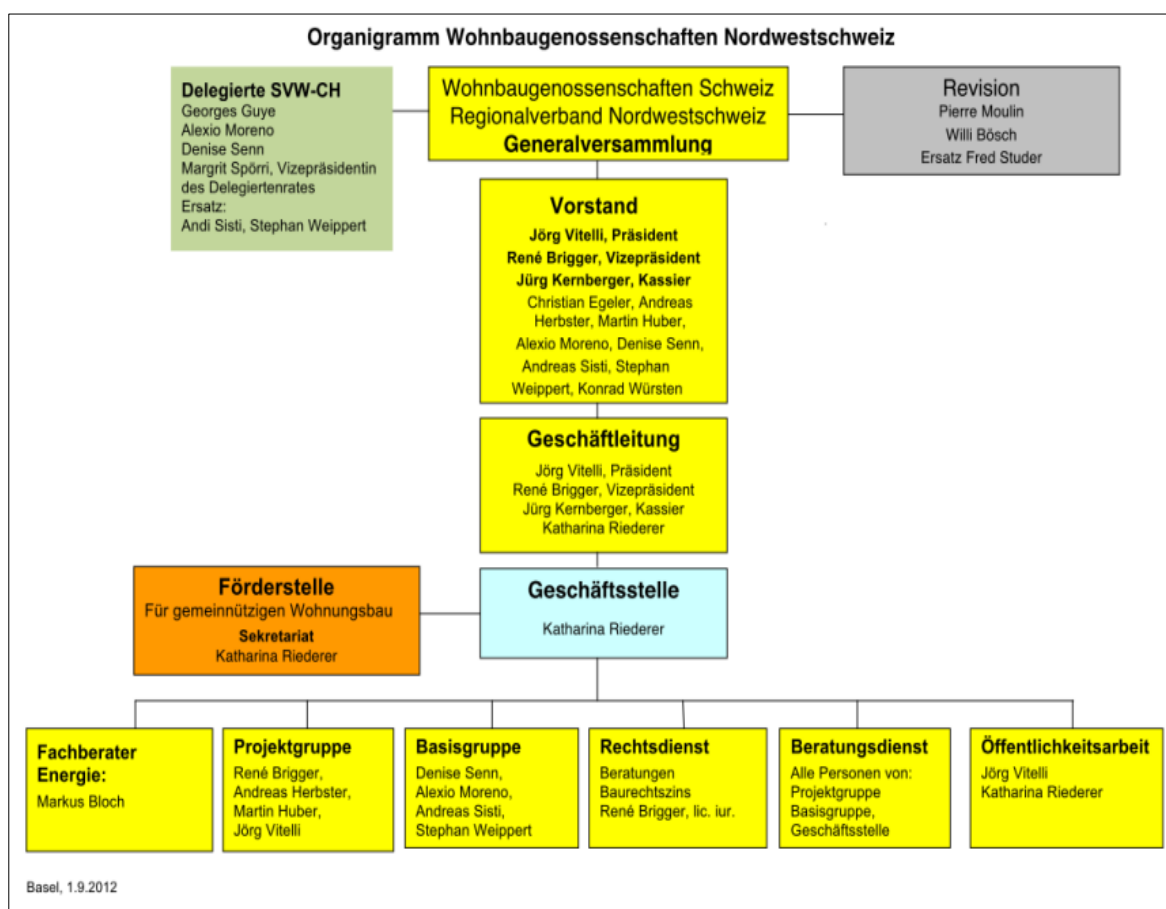 Organigramm Wohnbaugenossenschaften Nordwestschweiz
Delegierte SVW-CH
Georges Guye
Alexio Moreno
Denise Senn
Margrit Spörri, Vizepräsidentin
des Delegiertenrates
Ersatz:
Andi Sisti, Stephan Weippert
Wohnbaugenossenschaften Schweiz
Regionalverband Nordwestschweiz
Generalversammlung
Revision
Pierre Moulin
Willi Bösch
Ersatz Fred Studer
Vorstand
Jörg Vitelli, Präsident
René Brigger, Vizepräsident
Jürg Kernberger, Kassier
Christian Egeler, Andreas
Herbster, Martin Huber,
Alexio Moreno, Denise Senn,
Andreas Sisti, Stephan
Weippert, Konrad Würsten
Geschäftleitung
Jörg Vitelli, Präsident
René Brigger, Vizepräsident
Jürg Kernberger, Kassier
Katharina Riederer
Förderstelle
Für gemeinnützigen Wohnungsbau
Sekretariat
Katharina Riederer
Geschäftsstelle
Katharina Riederer
Fachberater
Energie:
Markus Bloch
Projektgruppe
René Brigger,
Andreas Herbster,
Martin Huber,
Jörg Vitelli
Basisgruppe
Denise Senn,
Alexio Moreno,
Andreas Sisti,
Stephan Weippert
Rechtsdienst
Beratungen
Baurechtszins
René Brigger, lic. iur.
Beratungsdienst
Alle Personen von:
Projektgruppe
Basisgruppe,
Geschäftsstelle
Öffentlichkeitsarbeit
Jörg Vitelli
Katharina Riederer
Basel, 1.9.2012